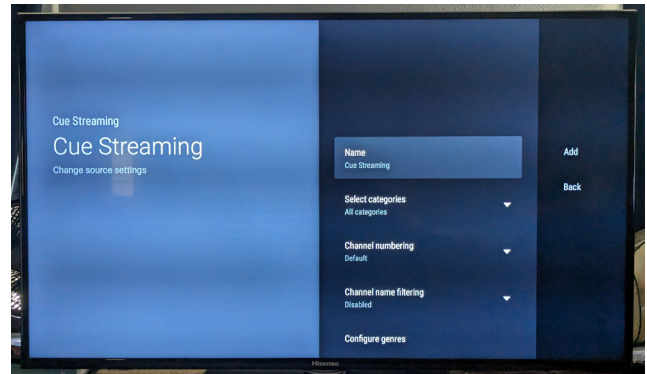 Cue Streaming
Cue Streaming
Change source settings
Name
Cue Streaming
Select categories
All categories
Channel numbering
Default
Channel name filtering
Disabled
Configure genres
Add
Back
Hisense